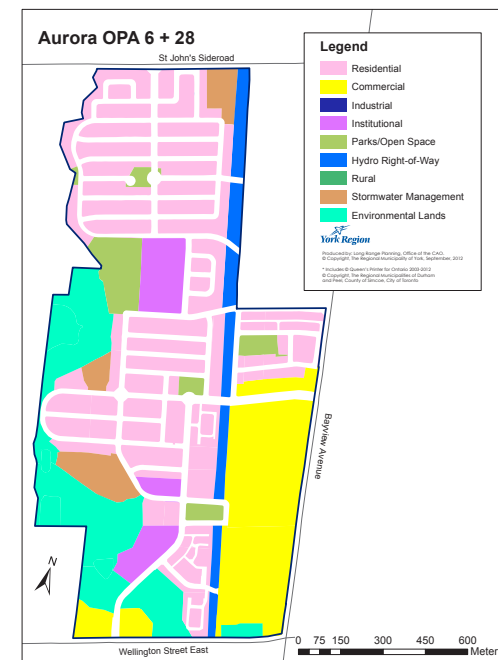 Aurora OPA 6 + 28
St John's Sideroad
Legend
Residential
Commercial
Industrial
Institutional
Parks/Open Space
Hydro Right-of-Way
Rural
Stormwater Management
Environmental Lands
York Region
Produced by: Long Range Planning, Office of the CAO,
© Copyright, The Regional Municipality of York, September, 2012
* Includes © Queen's Printer for Ontario 2003-2012
© Copyright, The Regional Municipalities of Durham
and Peel, County of Simcoe, City of Toronto
Bayview Avenue
N
Wellington Street East
0 75 150 300 450 600
Meter